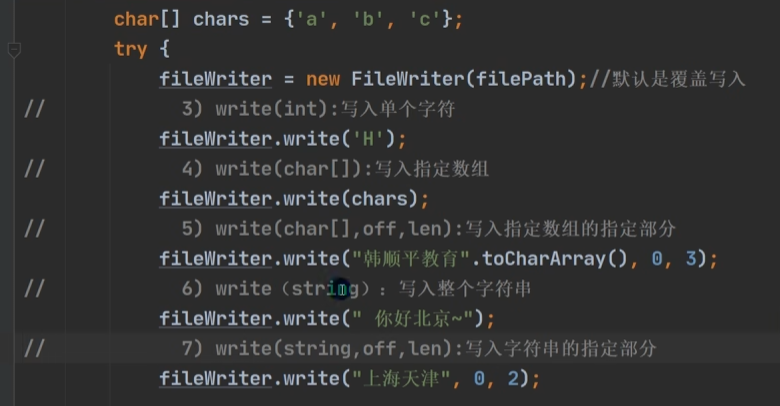 char[] chars = {'a', 'b', 'c'};
try {
fileWriter = new FileWriter(filePath);//默认是覆盖写入
// 3) write(int):写入单个字符
fileWriter.write('H');
// 4) write(char[]):写入指定数组
fileWriter.write(chars);
// 5) write(char[],off,len):写入指定数组的指定部分
fileWriter.write("韩顺平教育".toCharArray(), 0, 3);
// 6) write（string）：写入整个字符串
fileWriter.write(" 你好北京~");
// 7) write(string,off,len):写入字符串的指定部分
fileWriter.write("上海天津", 0, 2);